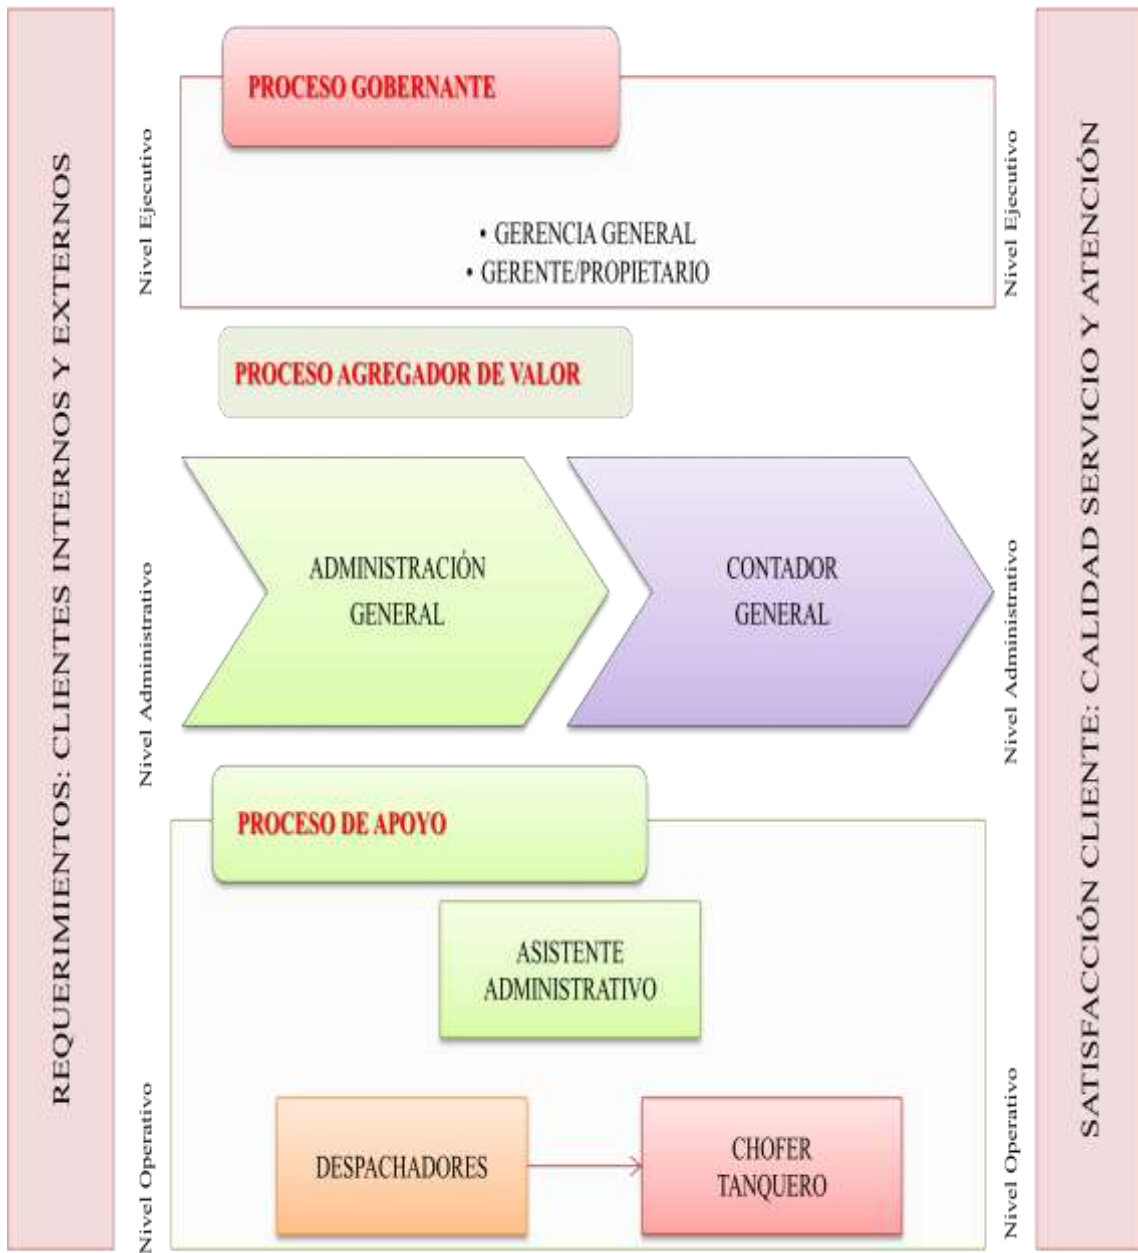 REQUERIMIENTOS: CLIENTES INTERNOS Y EXTERNOS
Nivel Ejecutivo
PROCESO GOBERNANTE
• GERENCIA GENERAL
• GERENTE/PROPIETARIO
Nivel Ejecutivo
PROCESO AGREGADOR DE VALOR
Nivel Administrativo
ADMINISTRACIÓN
GENERAL
CONTADOR
GENERAL
Nivel Administrativo
PROCESO DE APOYO
ASISTENTE
ADMINISTRATIVO
Nivel Operativo
DESPACHADORES
CHOFER
TANQUERO
Nivel Operativo
SATISFACCIÓN CLIENTE: CALIDAD SERVICIO Y ATENCIÓN